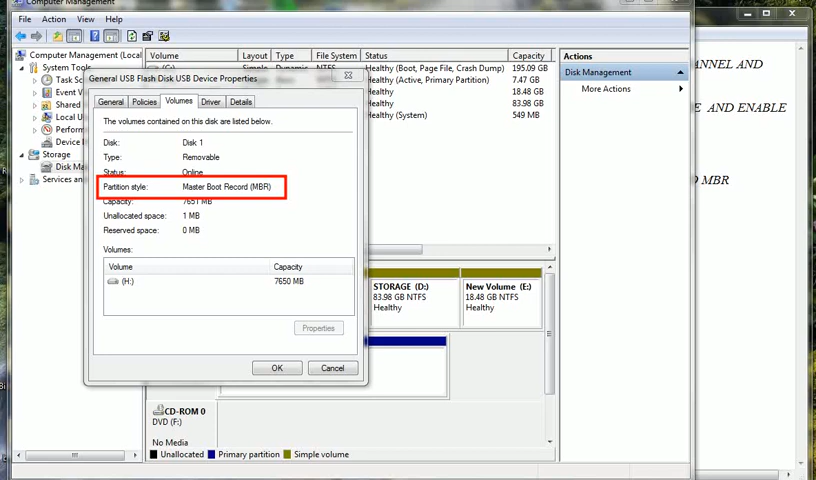 Computer Management
File Action View Help
Computer Management (Local
System Tools
Task Sc
Event V
Shared
Local U
Perform
Device
Storage
Disk Ma
Services an
Volume Layout Type File System Status Capacity
(C:) Simple Dynamic NTFS Healthy (Boot, Page File, Crash Dump) 195.09 GB
Healthy (Active, Primary Partition) 7.47 GB
Healthy 18.48 GB
Healthy 83.98 GB
Healthy (System) 549 MB
General USB Flash Disk USB Device Properties
General Policies Volumes Driver Details
The volumes contained on this disk are listed below.
Disk: Disk 1
Type: Removable
Status: Online
Partition style: Master Boot Record (MBR)
Capacity: 7651 MB
Unallocated space: 1 MB
Reserved space: 0 MB
Volumes:
Volume Capacity
(H:) 7650 MB
Properties
OK Cancel
STORAGE (D:)
83.98 GB NTFS
Healthy
New Volume (E:)
18.48 GB NTFS
Healthy
CD-ROM 0
DVD (F:)
No Media
Unallocated Primary partition Simple volume
Actions
Disk Management
More Actions
ANNEL AND
E AND ENABLE
D MBR